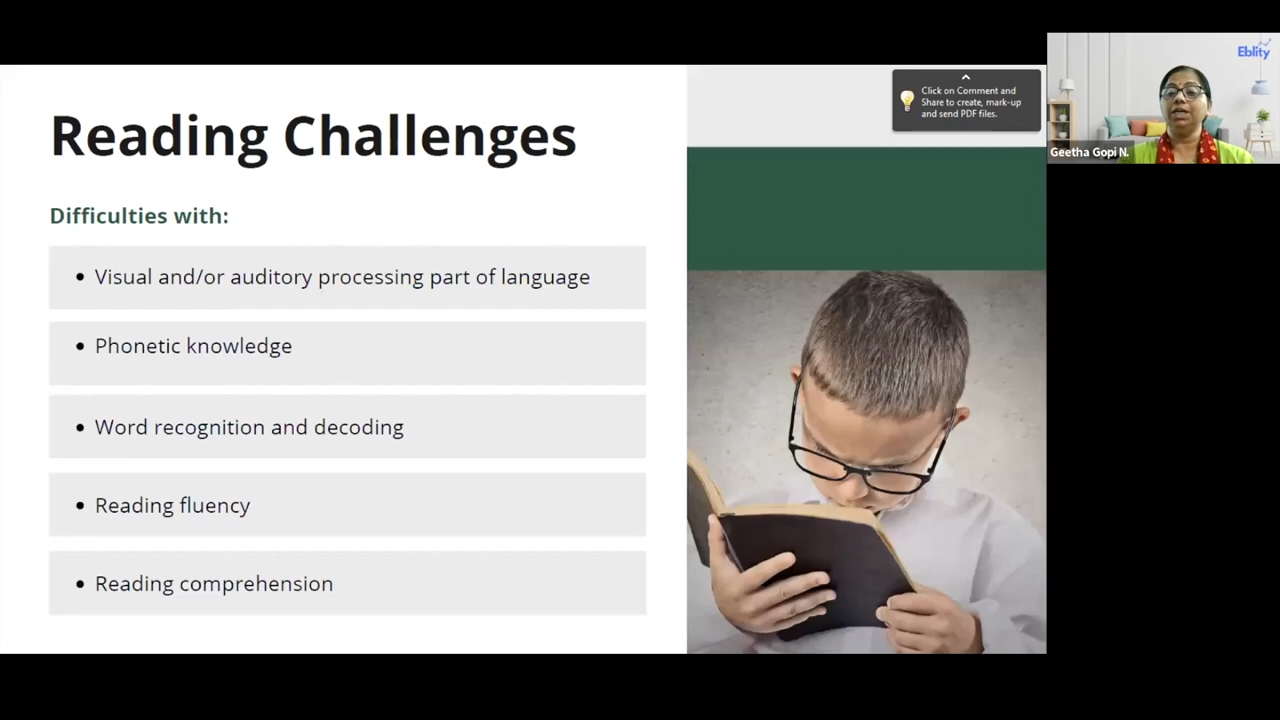 Reading Challenges
Difficulties with:
• Visual and/or auditory processing part of language
• Phonetic knowledge
• Word recognition and decoding
• Reading fluency
• Reading comprehension
Click on Comment and
Share to create, mark-up
and send PDF files.
Eblity
Geetha Gopi N.